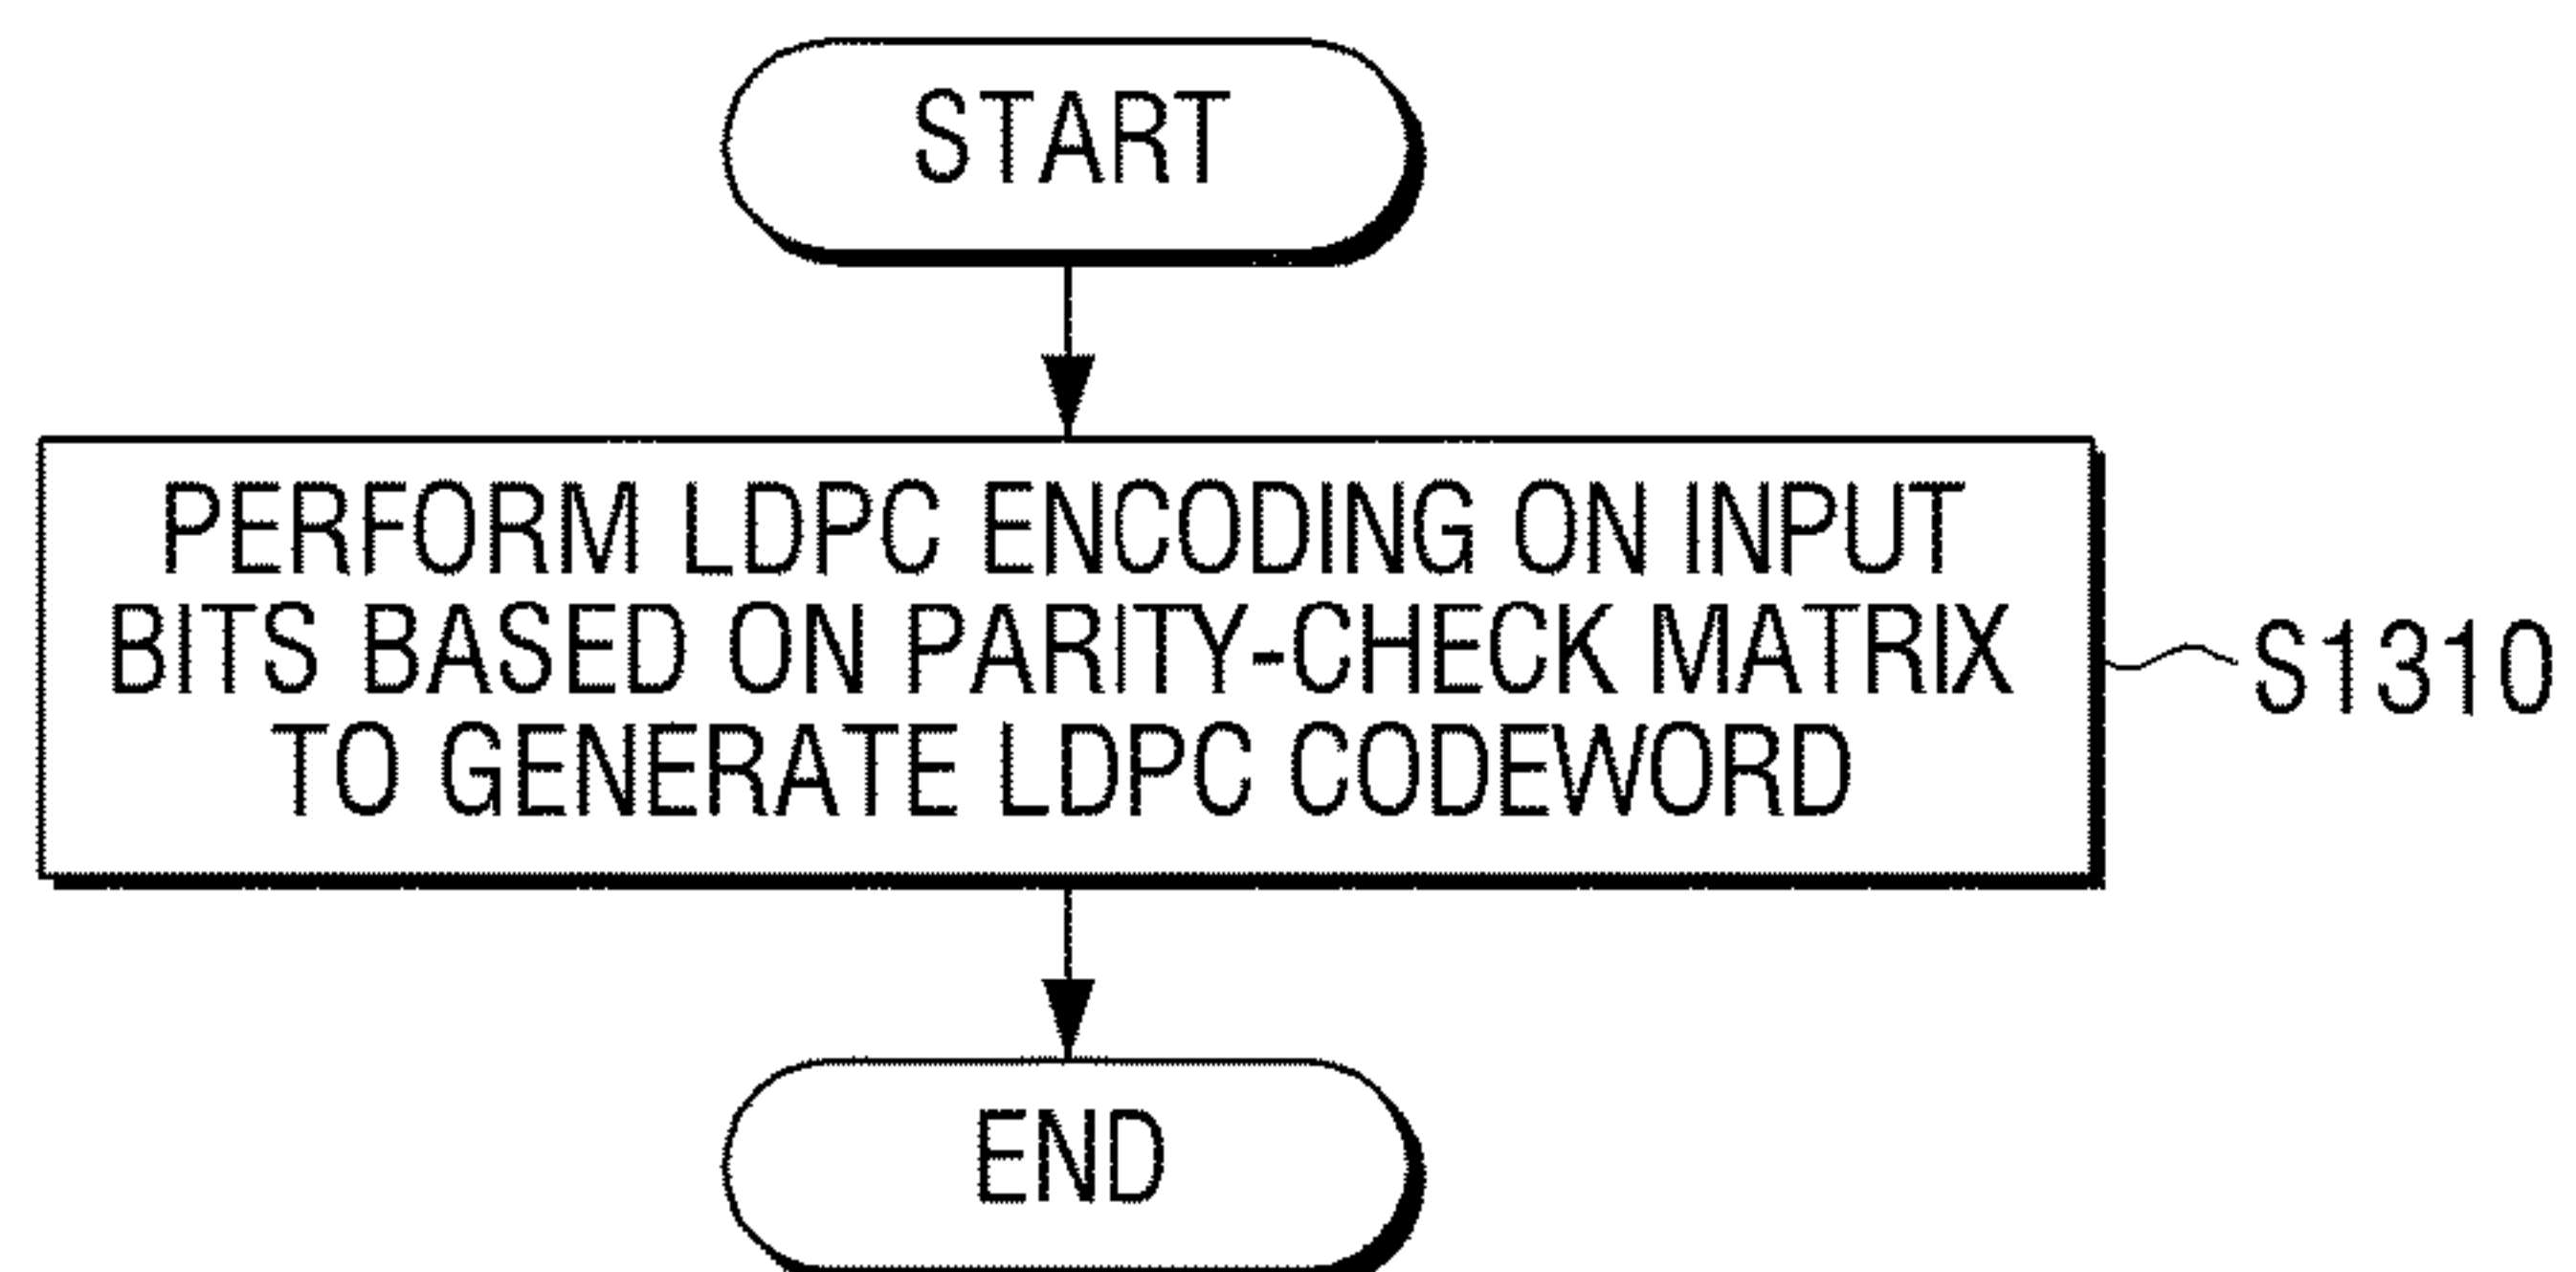 START
PERFORM LDPC ENCODING ON INPUT
BITS BASED ON PARITY-CHECK MATRIX
TO GENERATE LDPC CODEWORD
S1310
END